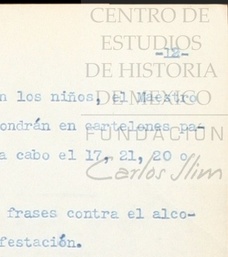 CENTRO DE
ESTUDIOS
-12-
DE HISTORIA
DE MÉXICO
n los niños, el Maestro
FUNDACIÓN
ondrán en cartelones pa-
a cabo el 17, 21, 20 o
Carlos Slim
frases contra el alco-
festación.